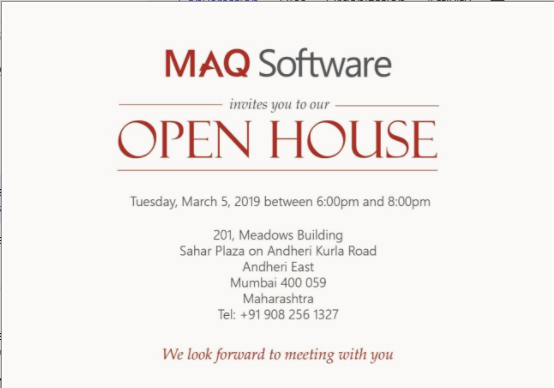 MAQ Software
invites you to our
OPEN HOUSE
Tuesday, March 5, 2019 between 6:00pm and 8:00pm
201, Meadows Building
Sahar Plaza on Andheri Kurla Road
Andheri East
Mumbai 400 059
Maharashtra
Tel: +91 908 256 1327
We look forward to meeting with you